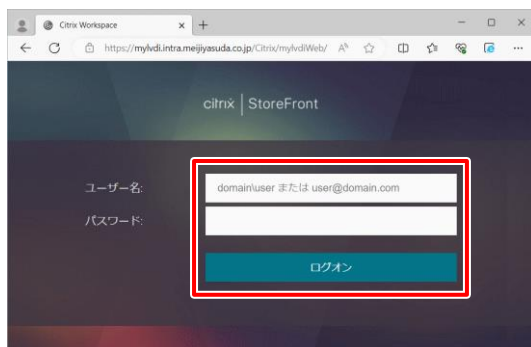 Citrix Workspace
https://mylvdi.intra.meijiyasuda.co.jp/Citrix/mylvdiWeb/
citrix | StoreFront
ユーザー名:
domain\user または user@domain.com
パスワード:
ログオン